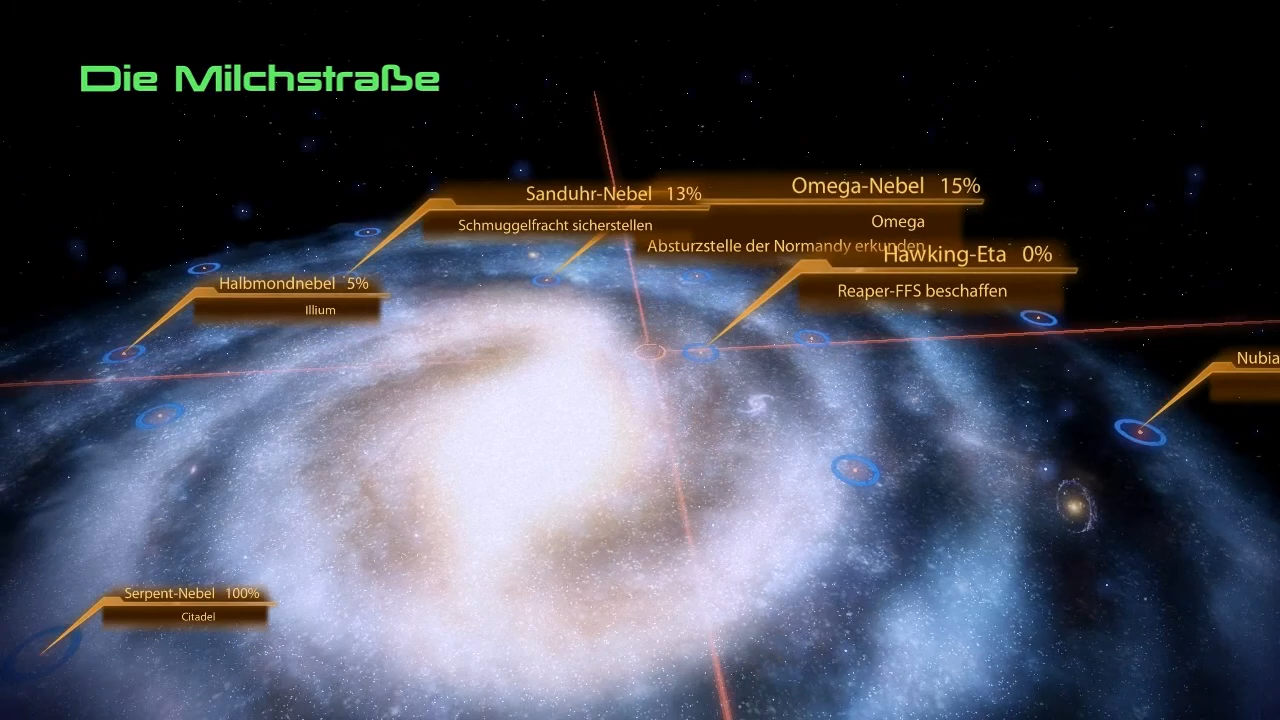 Die Milchstraße
Sanduhr-Nebel 13%
Schmuggelfracht sicherstellen
Omega-Nebel 15%
Omega
Absturzstelle der Normandy erkunden
Hawking-Eta 0%
Reaper-FFS beschaffen
Halbmondnebel 5%
Illium
Nubia
Serpent-Nebel 100%
Citadel